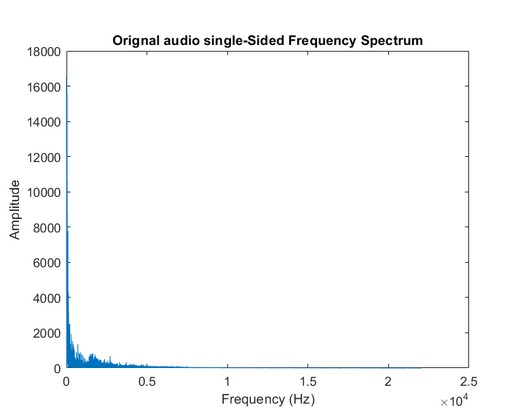 Orignal audio single-Sided Frequency Spectrum
18000
16000
14000
12000
10000
8000
6000
4000
2000
0
Amplitude
0 0.5 1 1.5 2 2.5
Frequency (Hz)
×10⁴